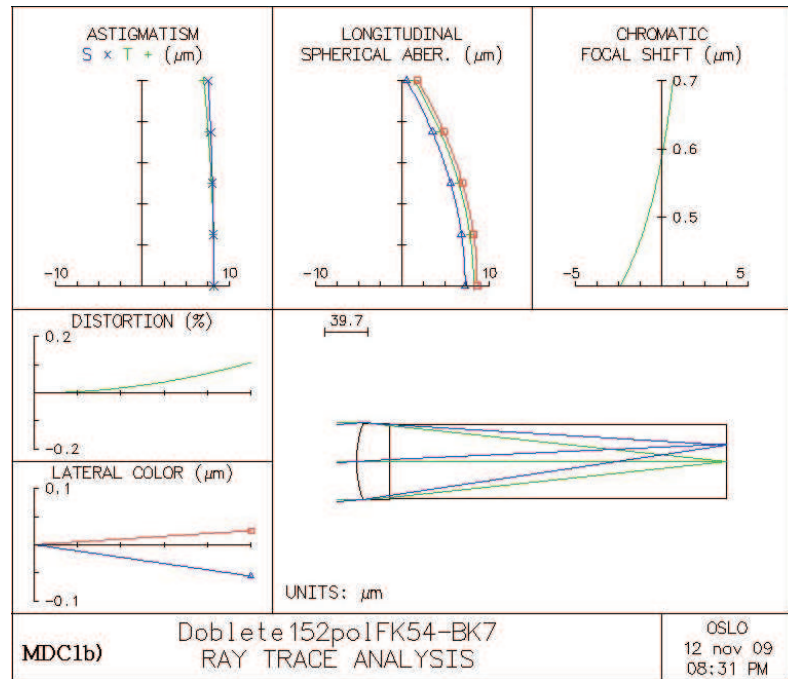 ASTIGMATISM
S × T + (µm)
-10
10
LONGITUDINAL
SPHERICAL ABER. (µm)
-10
10
CHROMATIC
FOCAL SHIFT (µm)
0.7
0.6
0.5
-5
5
DISTORTION (%)
0.2
-0.2
LATERAL COLOR (µm)
0.1
-0.1
39.7
UNITS: µm
MDC1b)
Doblete152polFK54-BK7
RAY TRACE ANALYSIS
OSLO
12 nov 09
08:31 PM